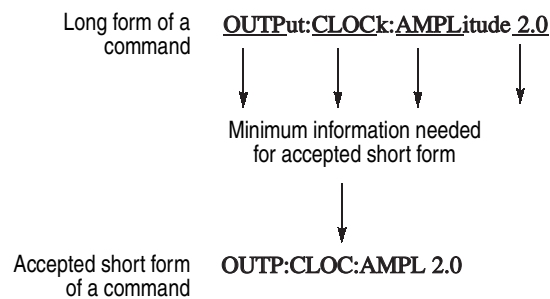 Long form of a
command
OUTPut:CLOCk:AMPLitude 2.0
Minimum information needed
for accepted short form
Accepted short form
of a command
OUTP:CLOC:AMPL 2.0